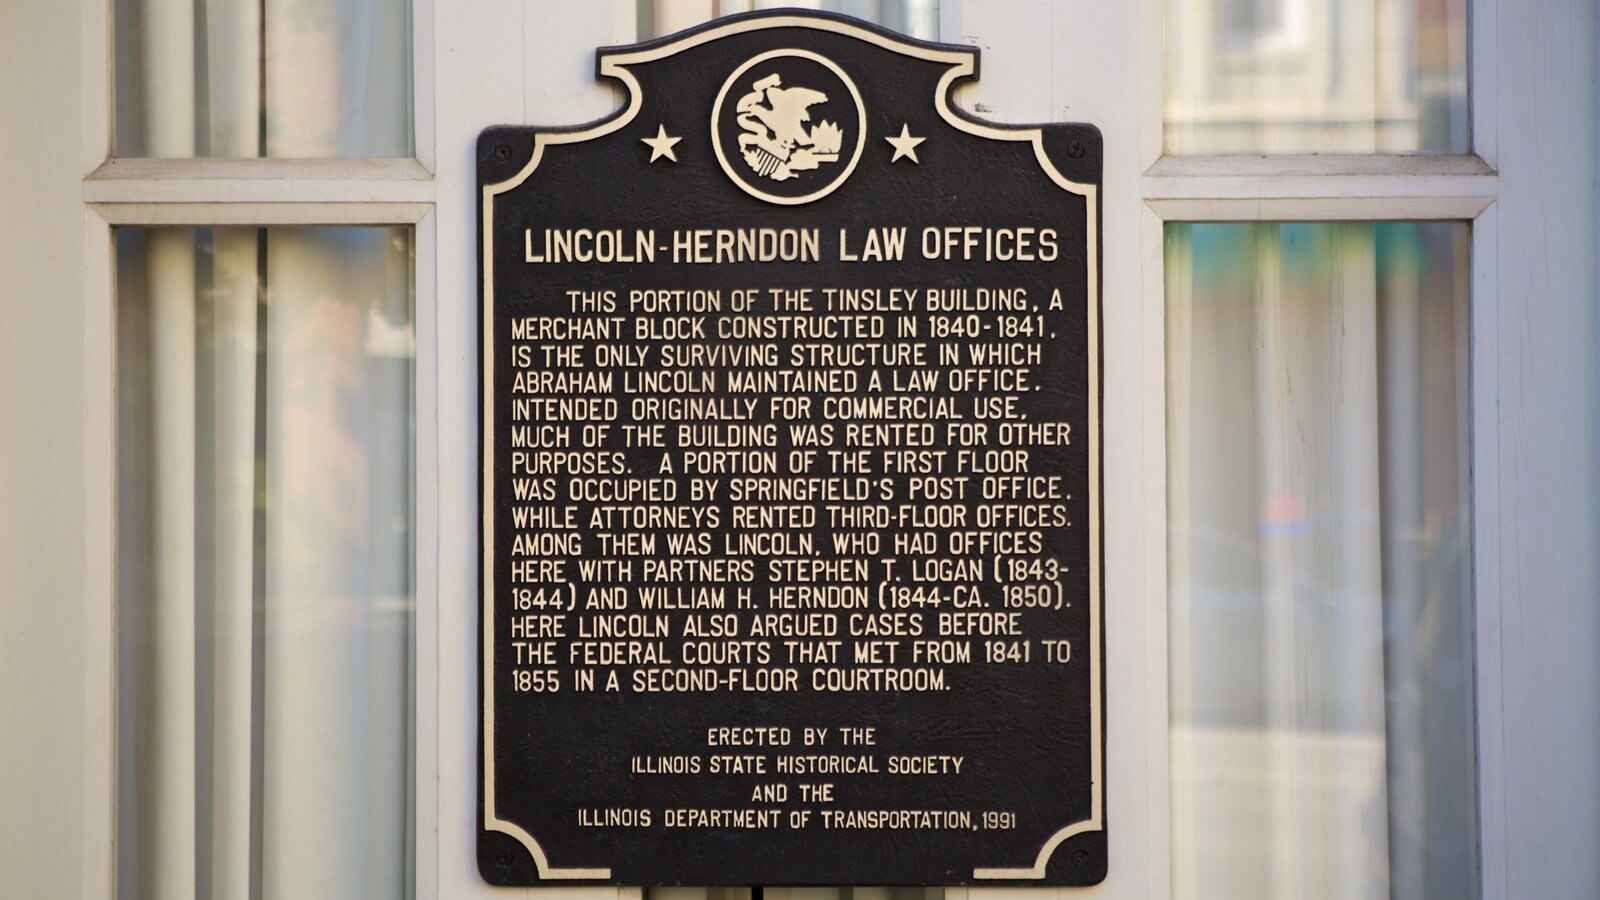 LINCOLN-HERNDON LAW OFFICES
THIS PORTION OF THE TINSLEY BUILDING, A
MERCHANT BLOCK CONSTRUCTED IN 1840-1841,
IS THE ONLY SURVIVING STRUCTURE IN WHICH
ABRAHAM LINCOLN MAINTAINED A LAW OFFICE.
INTENDED ORIGINALLY FOR COMMERCIAL USE,
MUCH OF THE BUILDING WAS RENTED FOR OTHER
PURPOSES. A PORTION OF THE FIRST FLOOR
WAS OCCUPIED BY SPRINGFIELD'S POST OFFICE,
WHILE ATTORNEYS RENTED THIRD-FLOOR OFFICES.
AMONG THEM WAS LINCOLN, WHO HAD OFFICES
HERE WITH PARTNERS STEPHEN T. LOGAN (1843-
1844) AND WILLIAM H. HERNDON (1844-CA. 1850).
HERE LINCOLN ALSO ARGUED CASES BEFORE
THE FEDERAL COURTS THAT MET FROM 1841 TO
1855 IN A SECOND-FLOOR COURTROOM.
ERECTED BY THE
ILLINOIS STATE HISTORICAL SOCIETY
AND THE
ILLINOIS DEPARTMENT OF TRANSPORTATION, 1991